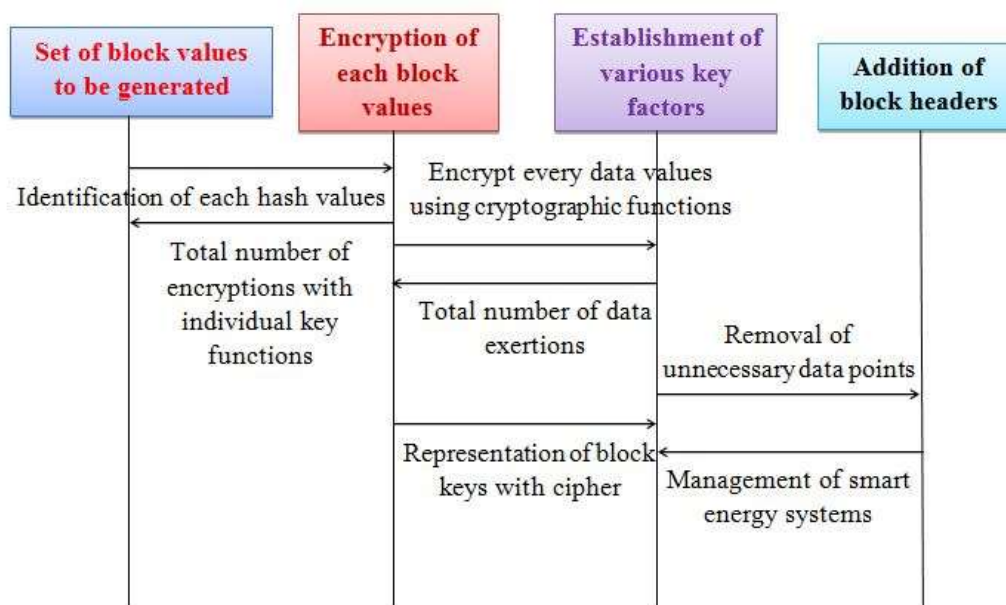 Set of block values
to be generated
Encryption of
each block
values
Establishment of
various key
factors
Addition of
block headers
Identification of each hash values
Encrypt every data values
using cryptographic functions
Total number of
encryptions with
individual key
functions
Total number of data
exertions
Removal of
unnecessary data points
Representation of block
keys with cipher
Management of smart
energy systems